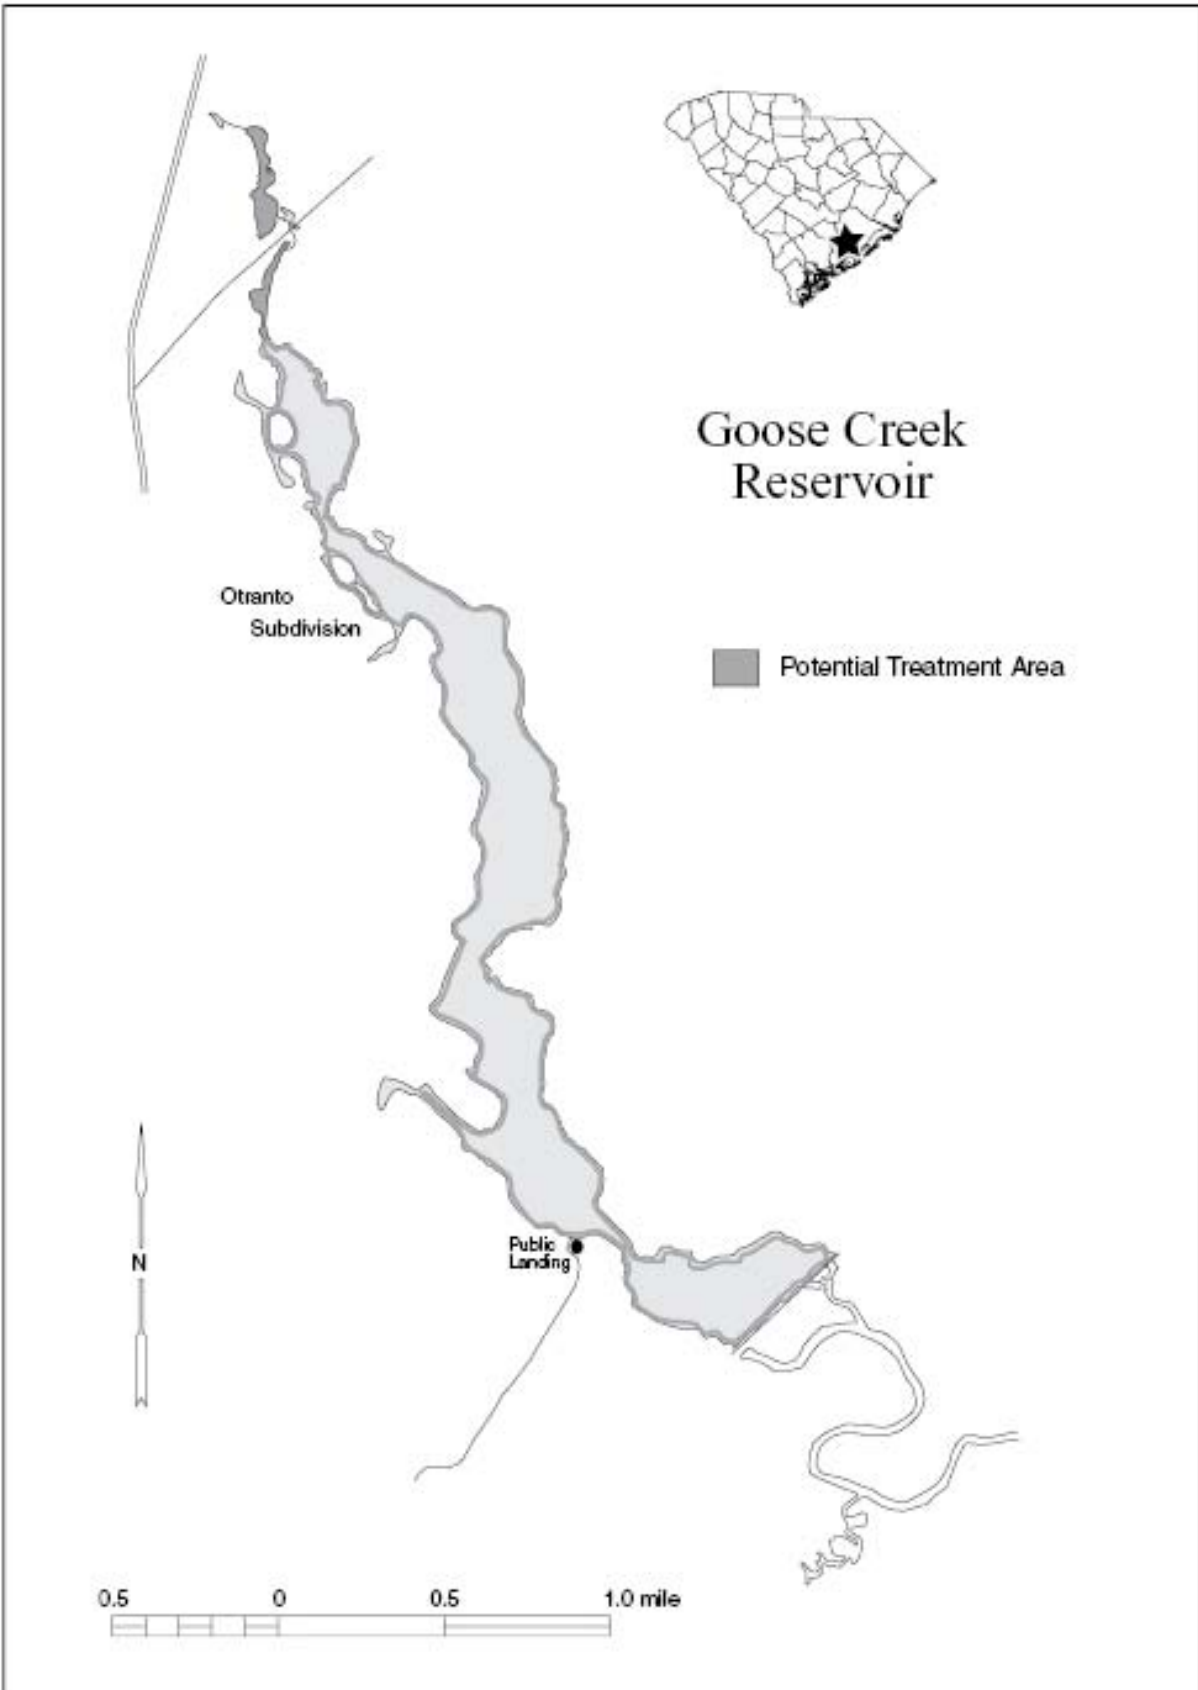 Goose Creek
Reservoir
Otranto
Subdivision
Potential Treatment Area
Public
Landing
N
0.5 0 0.5 1.0 mile